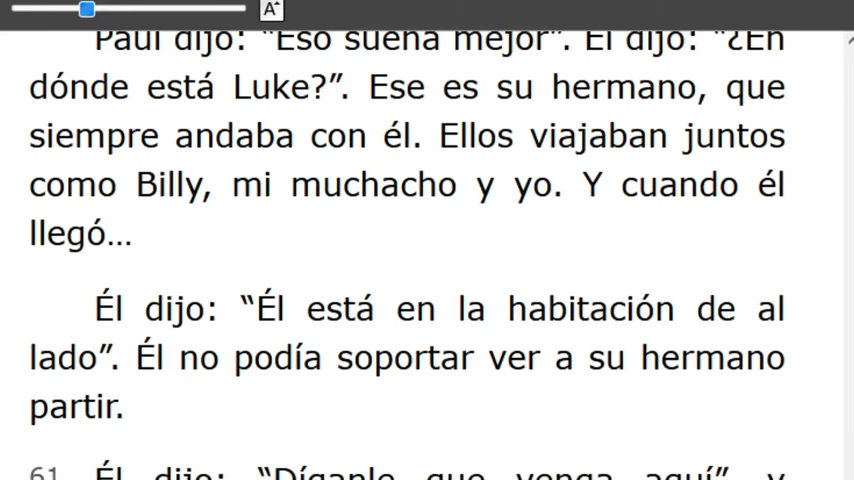 A
Paul dijo: “Eso suena mejor”. Él dijo: “¿En
dónde está Luke?”. Ese es su hermano, que
siempre andaba con él. Ellos viajaban juntos
como Billy, mi muchacho y yo. Y cuando él
llegó...
Él dijo: “Él está en la habitación de al
lado”. Él no podía soportar ver a su hermano
partir.
61 Él dijo: “Díganle que venga aquí”, y